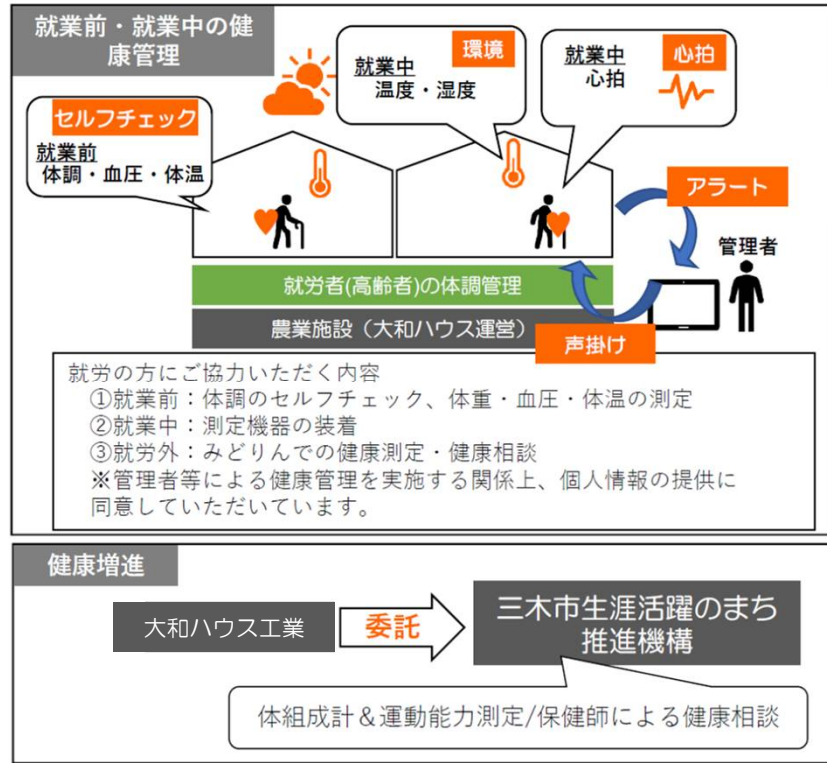 就業前・就業中の健
康管理
セルフチェック
就業前
体調・血圧・体温
環境
就業中
温度・湿度
心拍
就業中
心拍
アラート
管理者
就労者(高齢者)の体調管理
農業施設（大和ハウス運営）
声掛け
就労の方にご協力いただく内容
①就業前：体調のセルフチェック、体重・血圧・体温の測定
②就業中：測定機器の装着
③就労外：みどりんでの健康測定・健康相談
※管理者等による健康管理を実施する関係上、個人情報の提供に
同意していただいています。
健康増進
大和ハウス工業
委託
三木市生涯活躍のまち
推進機構
体組成計＆運動能力測定/保健師による健康相談